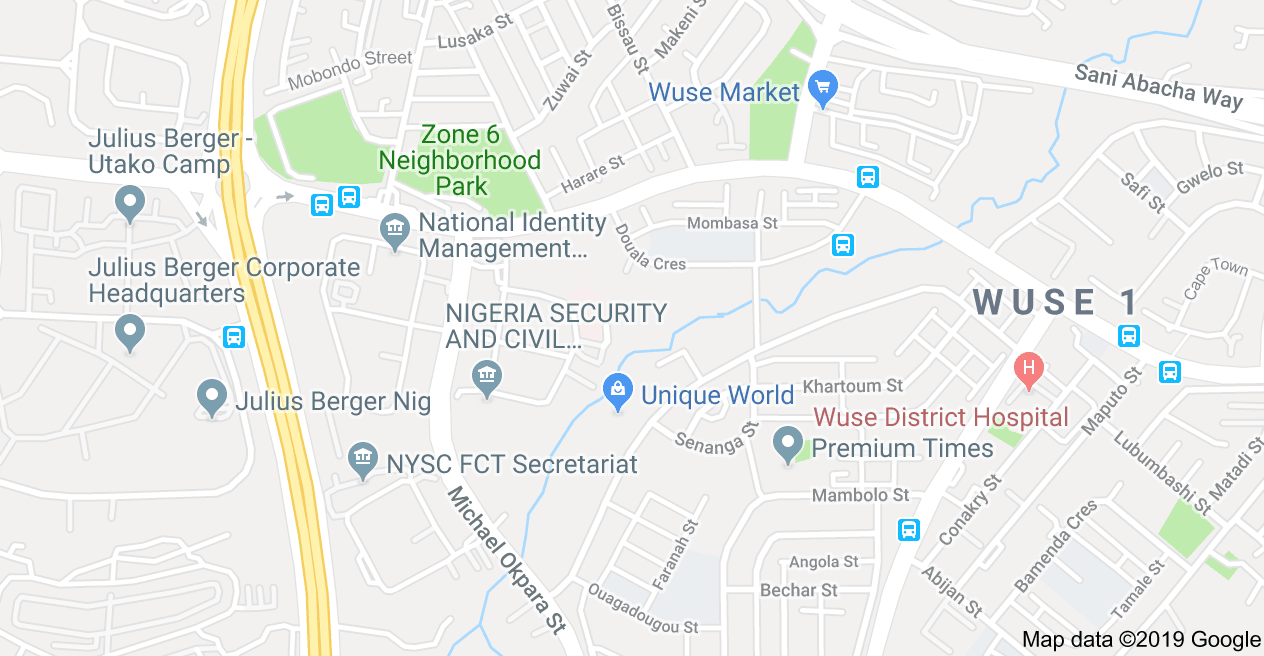 Lusaka St
Bissau St
Makeni S
Mobondo Street
Zuwai St
Sani Abacha Way
Wuse Market
Julius Berger -
Utako Camp
Zone 6
Neighborhood
Park
Harare St
Gwelo St
Safi St
National Identity
Management...
Mombasa St
Douala Cres
Julius Berger Corporate
Headquarters
Cape Town
WUSE 1
NIGERIA SECURITY
AND CIVIL...
H
Julius Berger Nig
Unique World
Khartoum St
Maputo St
Wuse District Hospital
Senanga St
Premium Times
NYSC FCT Secretariat
Lubumbashi St
Matadi St
Mambolo St
Michael Okpara St
Conakry St
Faranah St
Bamenda Cres
Angola St
Bechar St
Abijan St
Tamale St
Ouagadougou St
Map data ©2019 Google